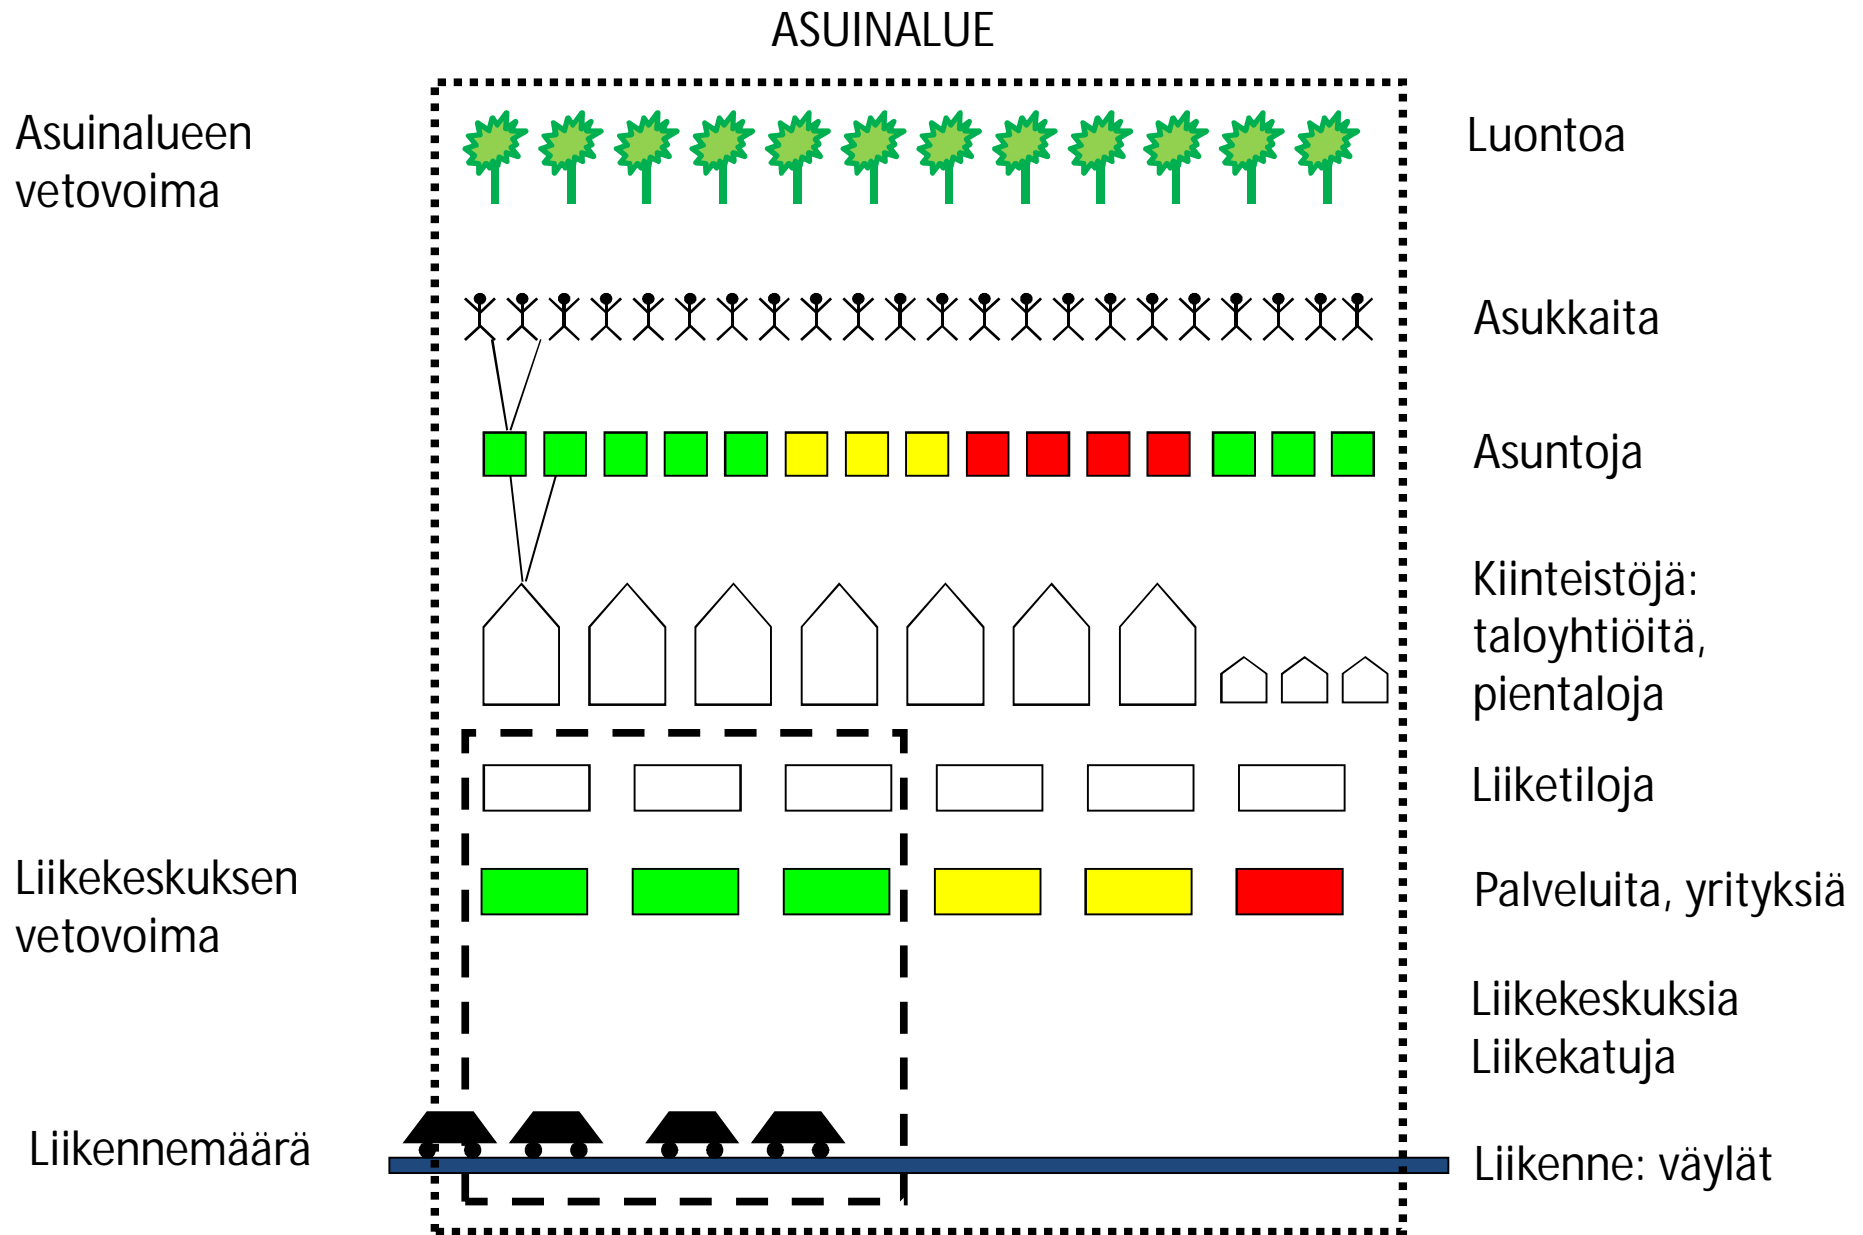 ASUINALUE
Asuinalueen
vetovoima
Luontoa
Asukkaita
Asuntoja
Kiinteistöjä:
taloyhtiöitä,
pientaloja
Liiketiloja
Liikekeskuksen
vetovoima
Palveluita, yrityksiä
Liikekeskuksia
Liikekatuja
Liikennemäärä
Liikenne: väylät